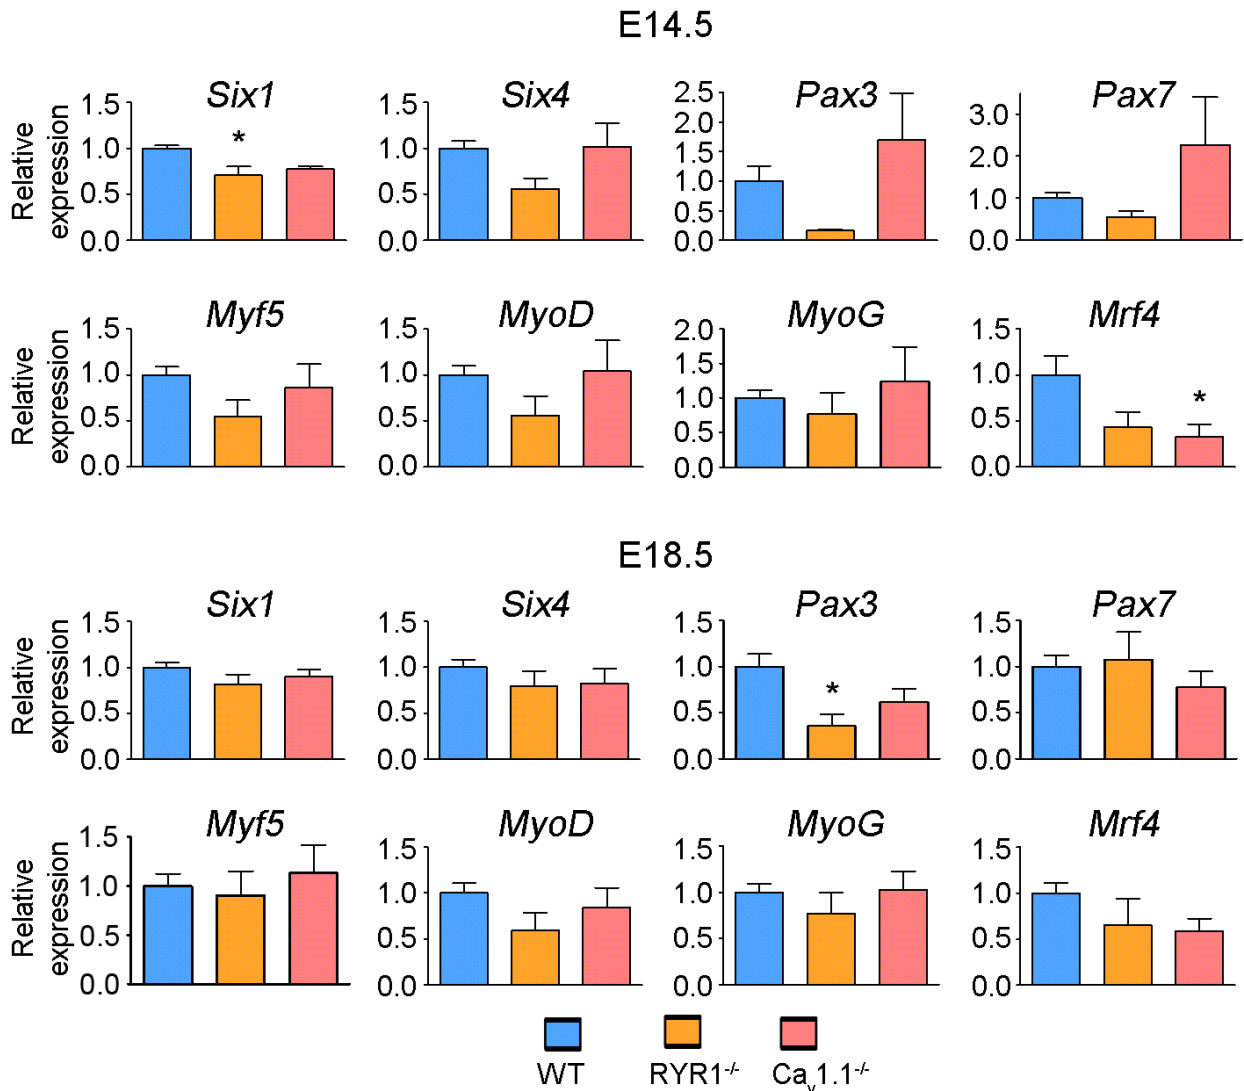 E14.5
Six1 Six4 Pax3 Pax7
Relative expression
1.5 1.0 0.5 0.0
*
1.5 1.0 0.5 0.0
2.5 2.0 1.5 1.0 0.5 0.0
3.0 2.0 1.0 0.0
Myf5 MyoD MyoG Mrf4
Relative expression
1.5 1.0 0.5 0.0
1.5 1.0 0.5 0.0
2.0 1.5 1.0 0.5 0.0
1.5 1.0 0.5 0.0
*
E18.5
Six1 Six4 Pax3 Pax7
Relative expression
1.5 1.0 0.5 0.0
1.5 1.0 0.5 0.0
1.5 1.0 0.5 0.0
*
1.5 1.0 0.5 0.0
Myf5 MyoD MyoG Mrf4
Relative expression
1.5 1.0 0.5 0.0
1.5 1.0 0.5 0.0
1.5 1.0 0.5 0.0
1.5 1.0 0.5 0.0
WT RYR1-/- Cav1.1-/-